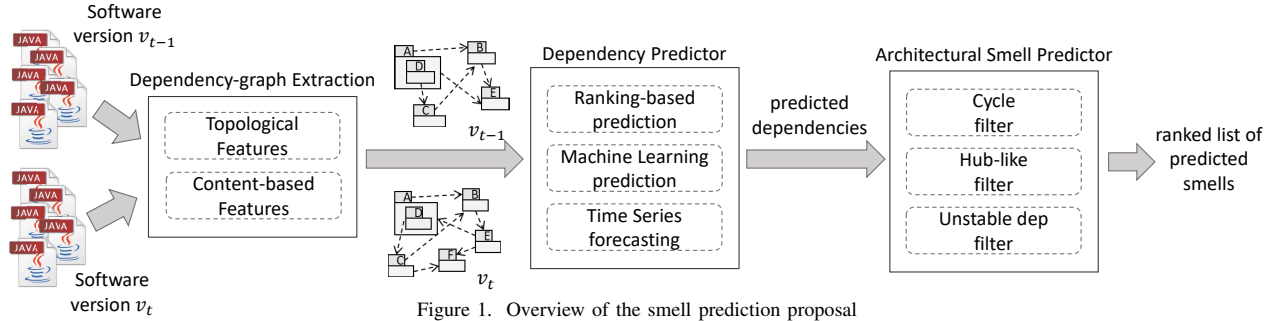 Software
version v_{t−1}
JAVA
JAVA
JAVA
JAVA
JAVA
JAVA
JAVA
JAVA
JAVA
JAVA
Software
version v_t
Dependency-graph Extraction
Topological
Features
Content-based
Features
A
B
D
E
C
v_{t−1}
A
B
D
E
C
F
v_t
Dependency Predictor
Ranking-based
prediction
Machine Learning
prediction
Time Series
forecasting
predicted
dependencies
Architectural Smell Predictor
Cycle
filter
Hub-like
filter
Unstable dep
filter
ranked list of
predicted
smells
Figure 1. Overview of the smell prediction proposal